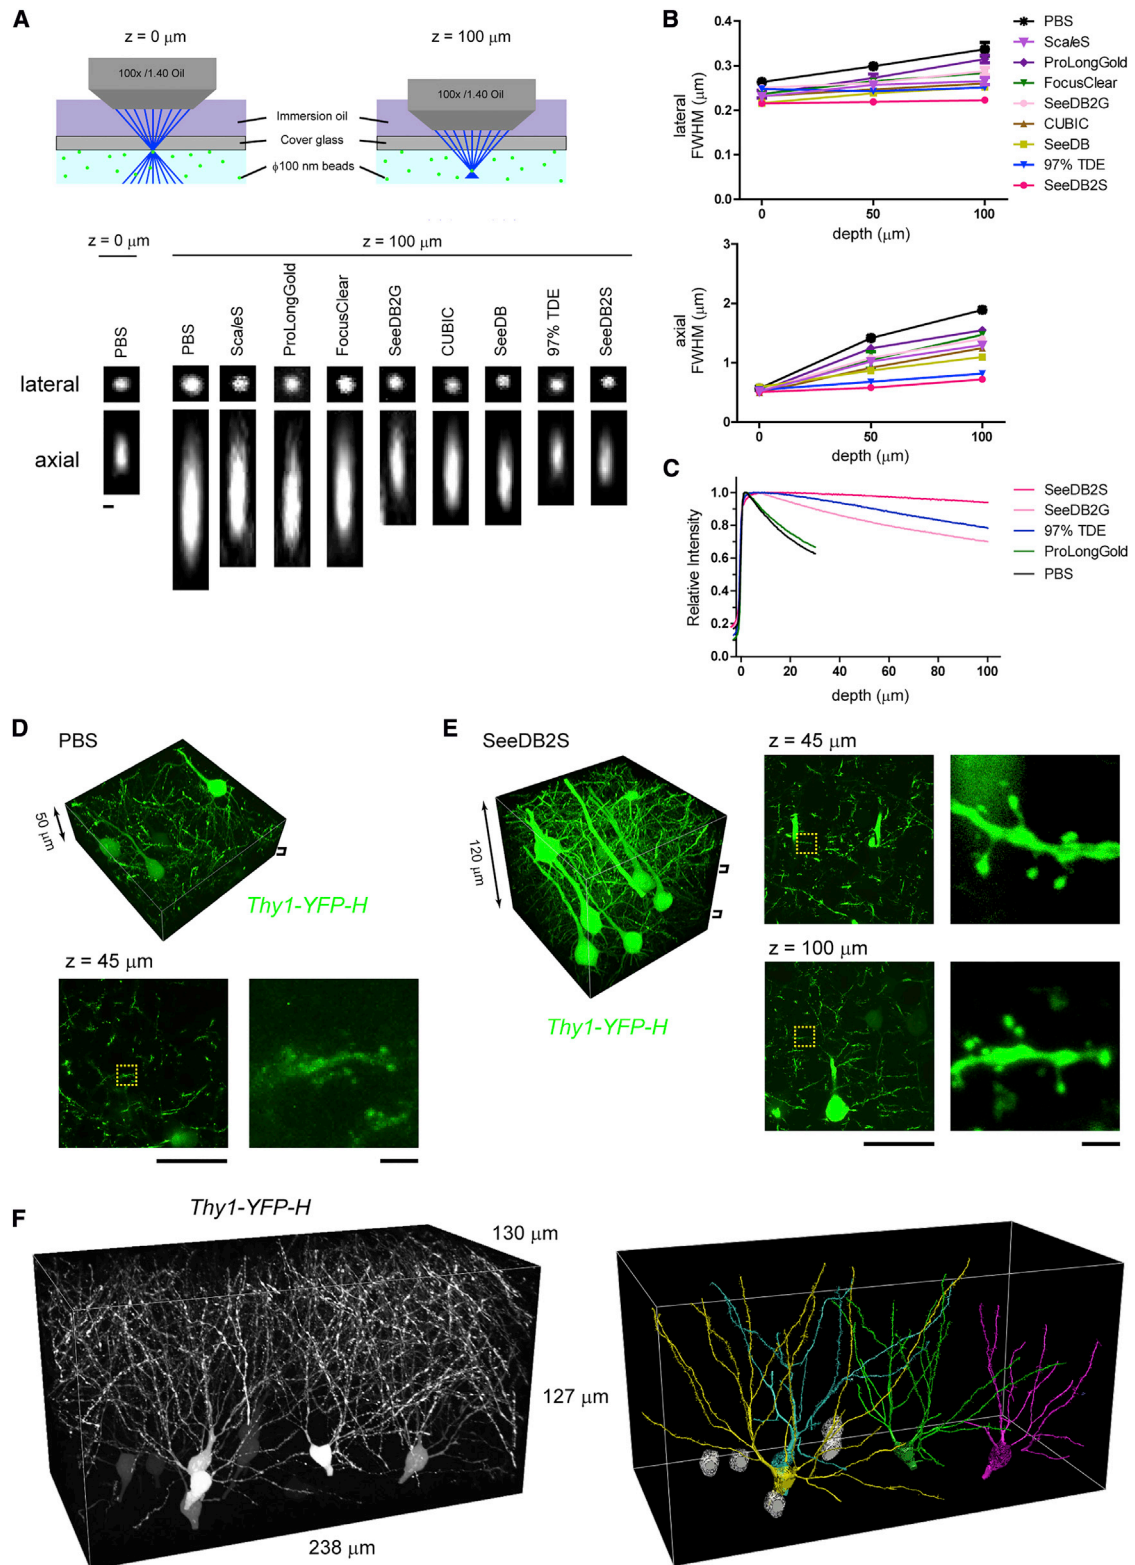 A
z = 0 μm
z = 100 μm
100x /1.40 Oil
100x /1.40 Oil
Immersion oil
Cover glass
ϕ100 nm beads
z = 0 μm
z = 100 μm
PBS
PBS
ScaleS
ProLongGold
FocusClear
SeeDB2G
CUBIC
SeeDB
97% TDE
SeeDB2S
lateral
axial
B
lateral
FWHM (μm)
0.4
0.3
0.2
0.1
0.0
0
50
100
depth (μm)
PBS
ScaleS
ProLongGold
FocusClear
SeeDB2G
CUBIC
SeeDB
97% TDE
SeeDB2S
axial
FWHM (μm)
3
2
1
0
0
50
100
depth (μm)
C
Relative Intensity
1.0
0.8
0.6
0.4
0.2
0.0
0
20
40
60
80
100
depth (μm)
SeeDB2S
SeeDB2G
97% TDE
ProLongGold
PBS
D
PBS
50 μm
Thy1-YFP-H
z = 45 μm
E
SeeDB2S
120 μm
Thy1-YFP-H
z = 45 μm
z = 100 μm
F
Thy1-YFP-H
130 μm
127 μm
238 μm